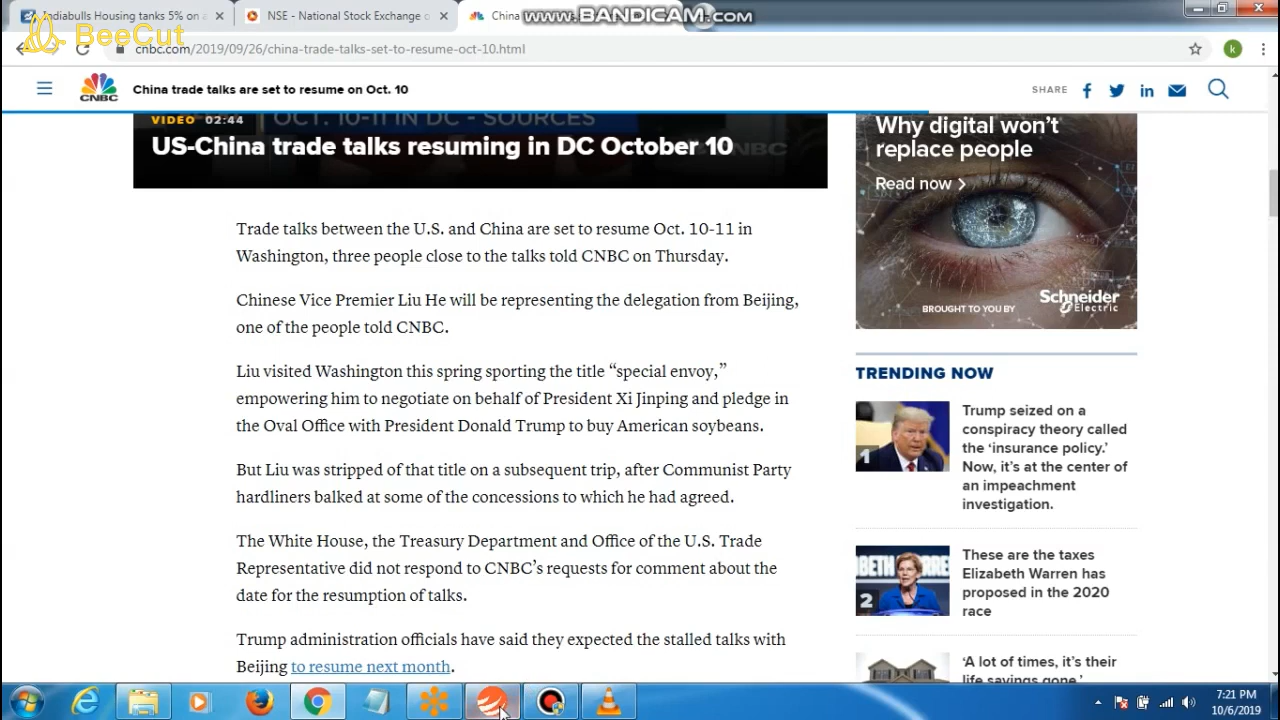 Indiabulls Housing tanks 5% on a
NSE - National Stock Exchange o
China
www.BANDICAM.com
BeeCut
cnbc.com/2019/09/26/china-trade-talks-set-to-resume-oct-10.html
k
CNBC
China trade talks are set to resume on Oct. 10
SHARE
VIDEO 02:44
OCT. 10-11 IN DC - SOURCES
US-China trade talks resuming in DC October 10
CNBC
Trade talks between the U.S. and China are set to resume Oct. 10-11 in
Washington, three people close to the talks told CNBC on Thursday.
Chinese Vice Premier Liu He will be representing the delegation from Beijing,
one of the people told CNBC.
Liu visited Washington this spring sporting the title “special envoy,”
empowering him to negotiate on behalf of President Xi Jinping and pledge in
the Oval Office with President Donald Trump to buy American soybeans.
But Liu was stripped of that title on a subsequent trip, after Communist Party
hardliners balked at some of the concessions to which he had agreed.
The White House, the Treasury Department and Office of the U.S. Trade
Representative did not respond to CNBC’s requests for comment about the
date for the resumption of talks.
Trump administration officials have said they expected the stalled talks with
Beijing to resume next month.
Why digital won’t
replace people
Read now >
BROUGHT TO YOU BY
Schneider
Electric
TRENDING NOW
1
Trump seized on a
conspiracy theory called
the ‘insurance policy.’
Now, it’s at the center of
an impeachment
investigation.
2
These are the taxes
Elizabeth Warren has
proposed in the 2020
race
‘A lot of times, it’s their
life savings gone.’
7:21 PM
10/6/2019